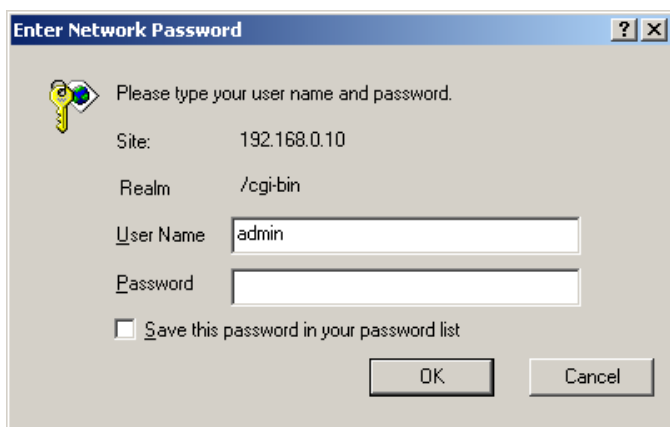 Enter Network Password
Please type your user name and password.
Site: 192.168.0.10
Realm /cgi-bin
User Name admin
Password
Save this password in your password list
OK Cancel